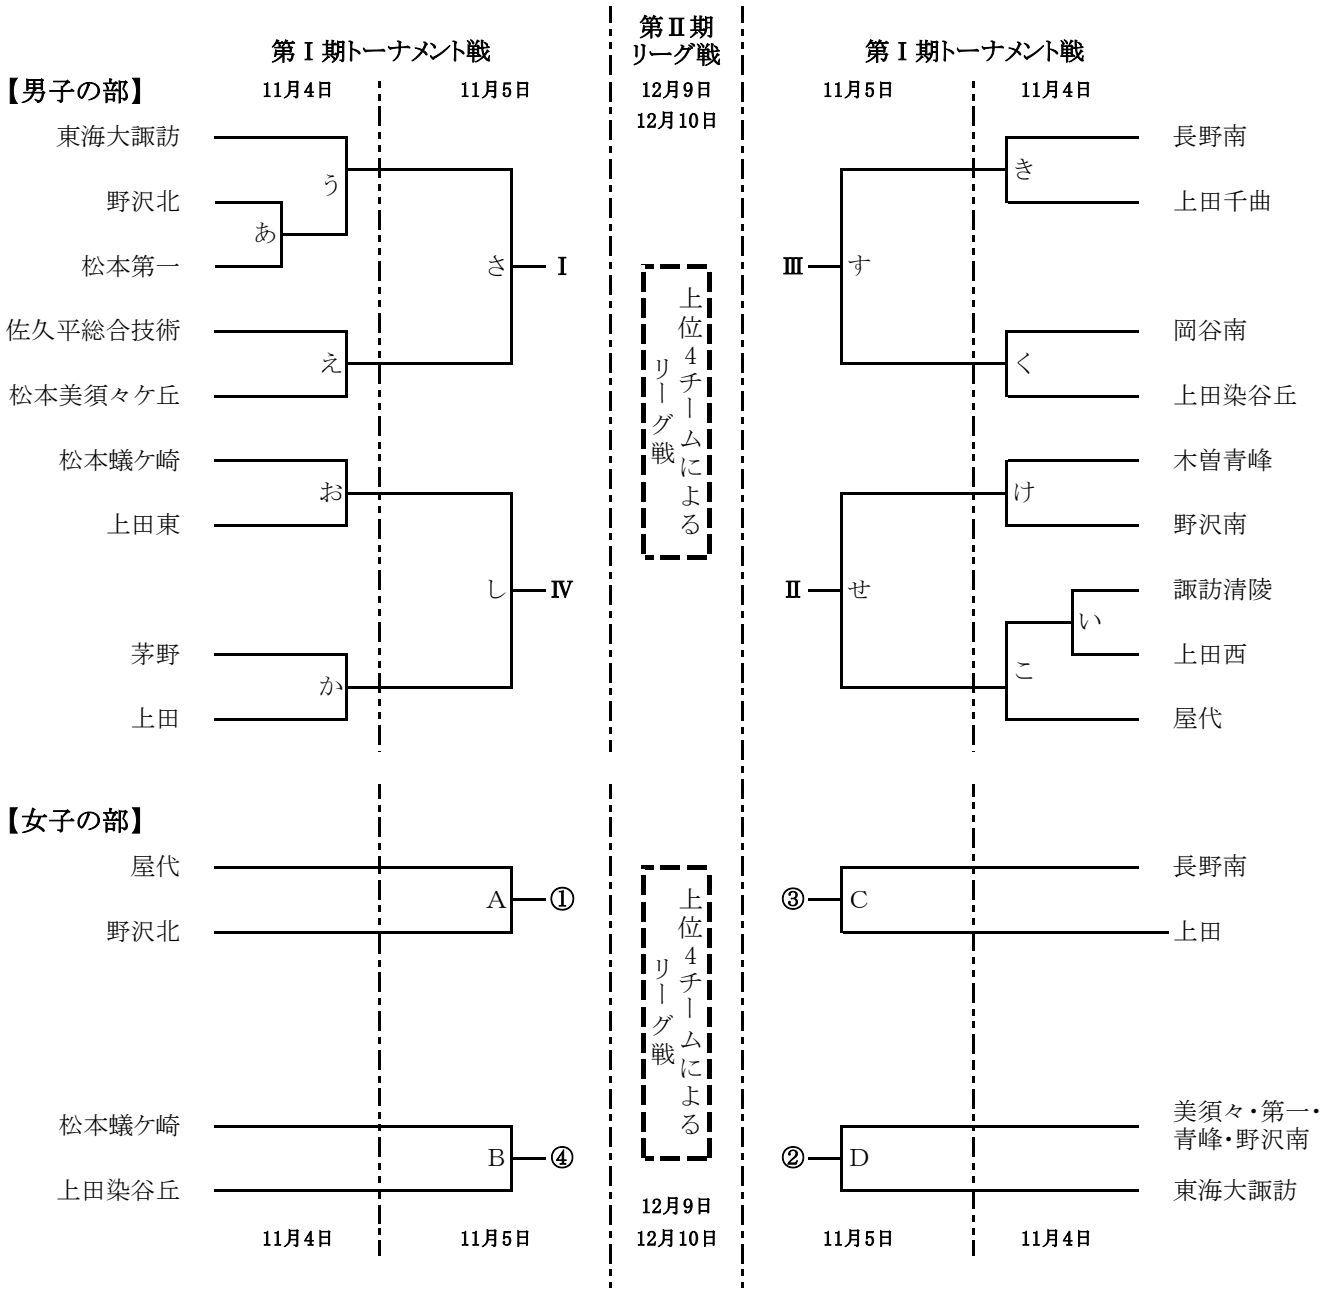 第Ⅱ期
リーグ戦
第Ⅰ期トーナメント戦
第Ⅰ期トーナメント戦
【男子の部】
11月4日
11月5日
12月9日
12月10日
11月5日
11月4日
東海大諏訪
野沢北
松本第一
佐久平総合技術
松本美須々ケ丘
松本蟻ケ崎
上田東
茅野
上田
う
あ
え
お
か
さ
し
Ⅰ
Ⅳ
上位4チームによる
リーグ戦
Ⅲ
Ⅱ
す
せ
き
く
け
い
こ
長野南
上田千曲
岡谷南
上田染谷丘
木曽青峰
野沢南
諏訪清陵
上田西
屋代
【女子の部】
屋代
野沢北
松本蟻ケ崎
上田染谷丘
A
①
B
④
上位4チームによる
リーグ戦
③
C
②
D
長野南
上田
美須々・第一・
青峰・野沢南
東海大諏訪
11月4日
11月5日
12月9日
12月10日
11月5日
11月4日